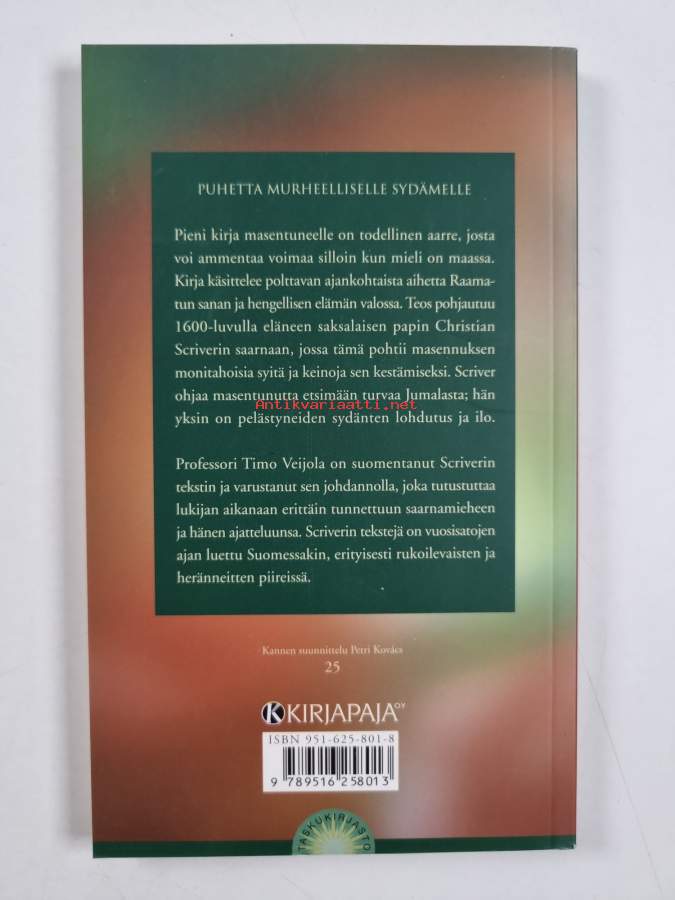 PUHETTA MURHEELLISELLE SYDÄMELLE
Pieni kirja masentuneelle on todellinen aarre, josta
voi ammentaa voimaa silloin kun mieli on maassa.
Kirja käsittelee polttavan ajankohtaista aihetta Raama-
tun sanan ja hengellisen elämän valossa. Teos pohjautuu
1600-luvulla eläneen saksalaisen papin Christian
Scriverin saarnaan, jossa tämä pohtii masennuksen
monitahoisia syitä ja keinoja sen kestämiseksi. Scriver
ohjaa masentunutta etsimään turvaa Jumalasta; hän
Antikvariaatti.net
yksin on pelästyneiden sydänten lohdutus ja ilo.
Professori Timo Veijola on suomentanut Scriverin
tekstin ja varustanut sen johdannolla, joka tutustuttaa
lukijan aikanaan erittäin tunnettuun saarnamieheen
ja hänen ajatteluunsa. Scriverin tekstejä on vuosisatojen
ajan luettu Suomessakin, erityisesti rukoilevaisten ja
heränneitten piireissä.
Kannen suunnittelu Petri Kovács
25
KIRJAPAJA OY
ISBN 951-625-801-8
9 789516 258013
TASKUKIRJASTO